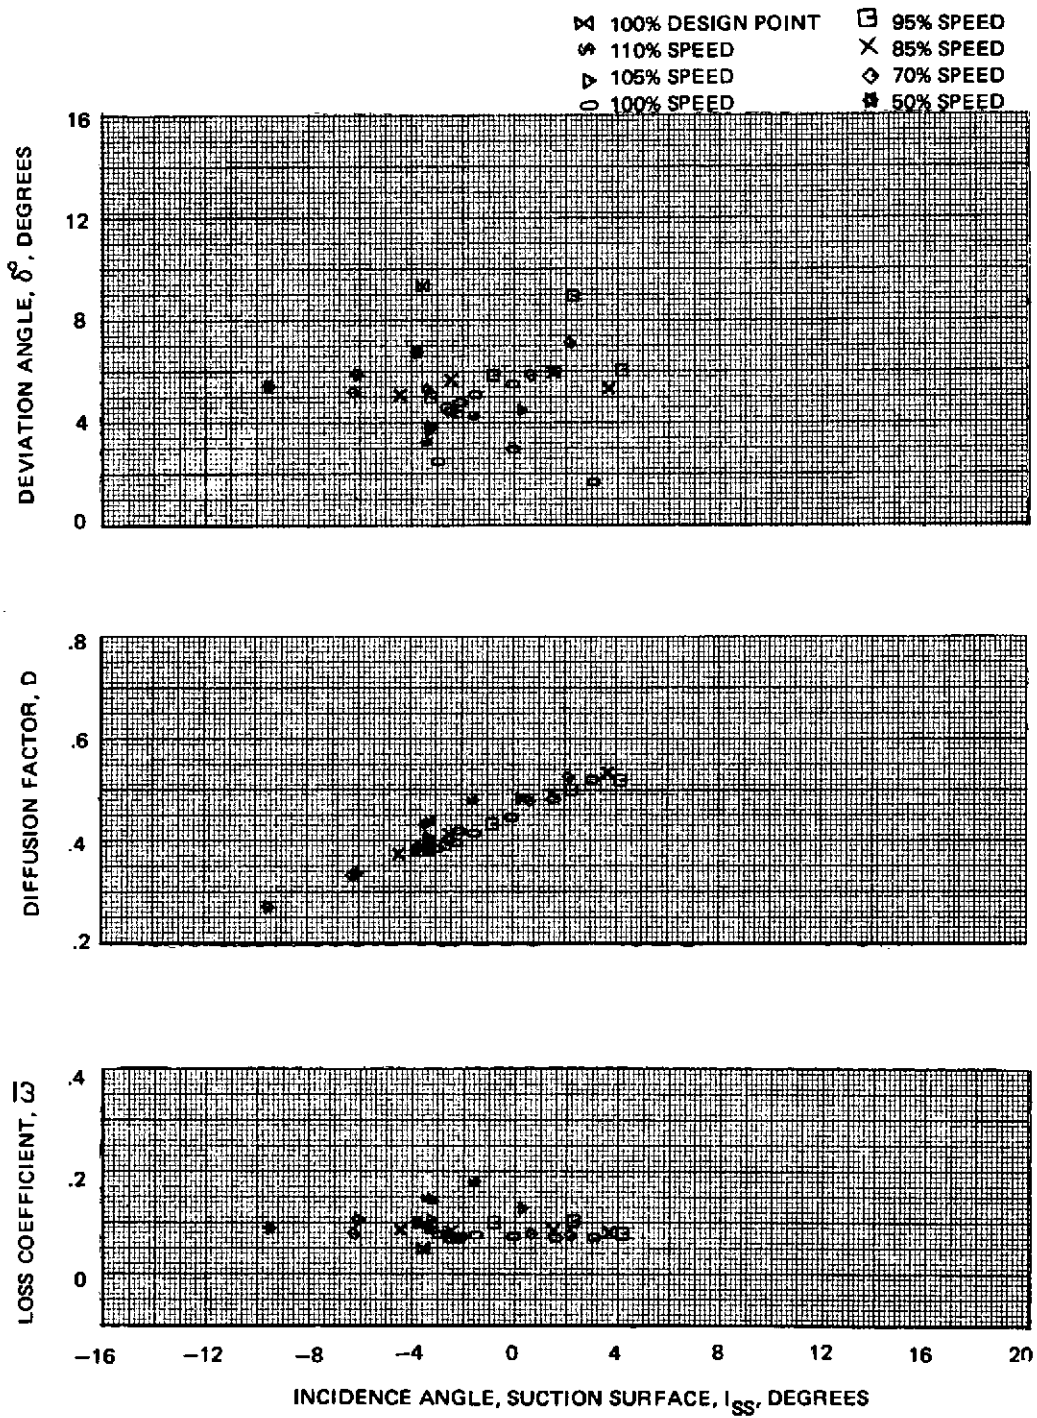 100% DESIGN POINT
110% SPEED
105% SPEED
100% SPEED
95% SPEED
85% SPEED
70% SPEED
50% SPEED
DEVIATION ANGLE, δ°, DEGREES
16
12
8
4
0
DIFFUSION FACTOR, D
.8
.6
.4
.2
LOSS COEFFICIENT, ω̅
.4
.2
0
−16 −12 −8 −4 0 4 8 12 16 20
INCIDENCE ANGLE, SUCTION SURFACE, ISS, DEGREES